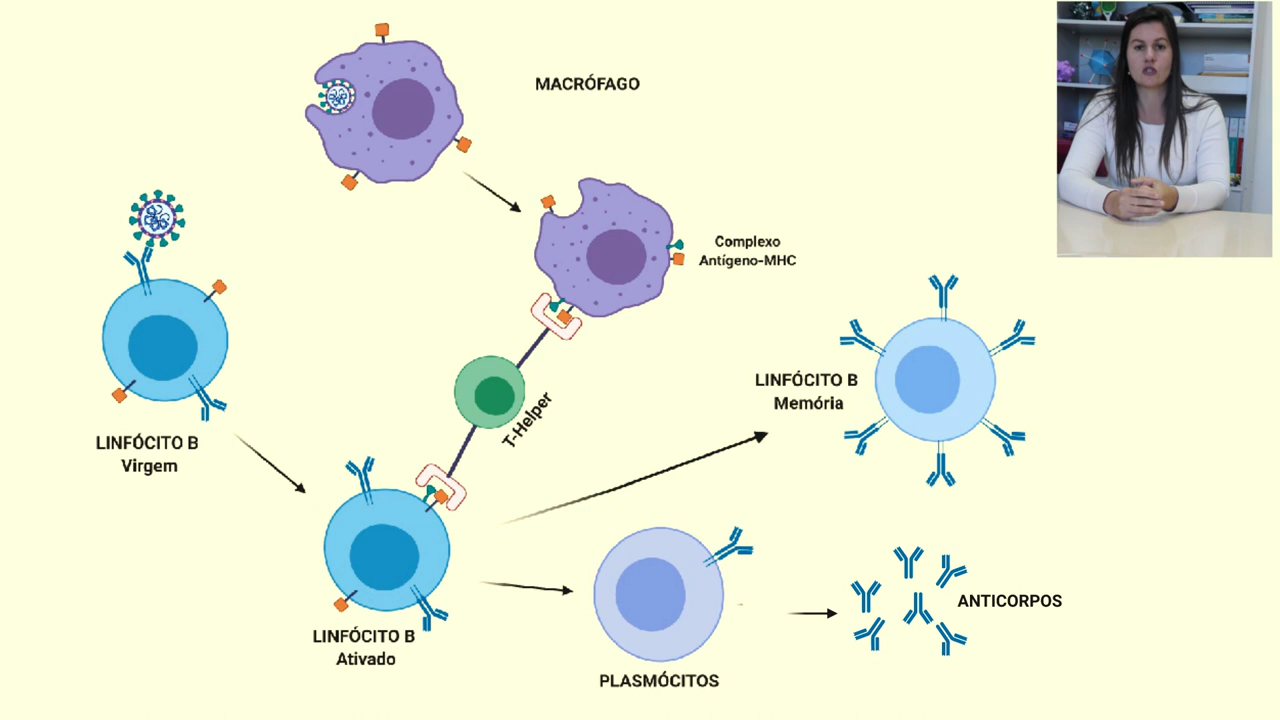 MACRÓFAGO
Complexo
Antígeno-MHC
LINFÓCITO B
Virgem
T-Helper
LINFÓCITO B
Memória
LINFÓCITO B
Ativado
PLASMÓCITOS
ANTICORPOS